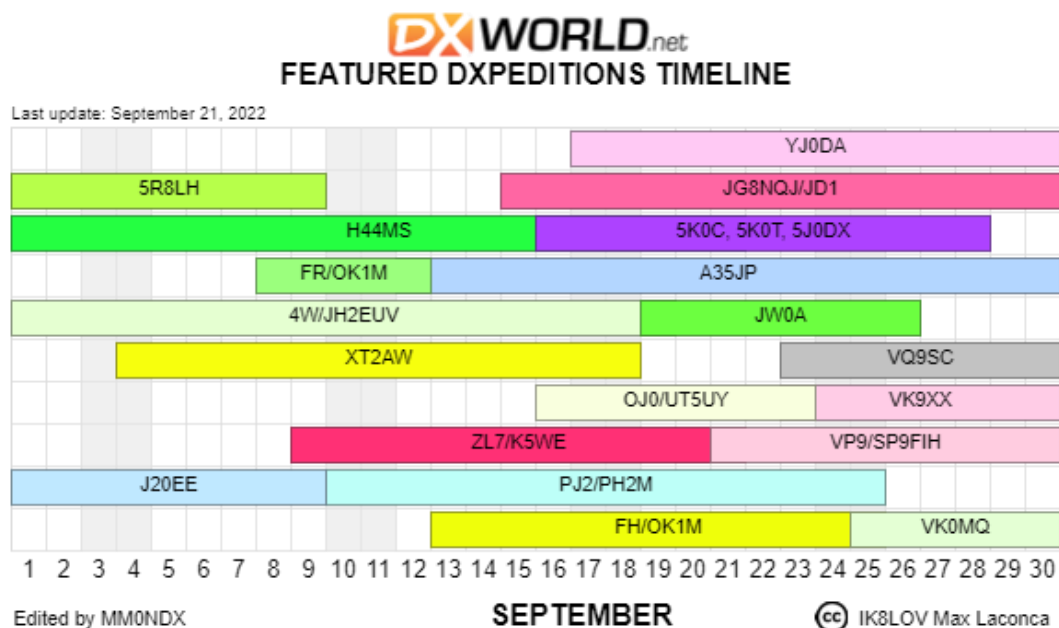 DX WORLD.net
FEATURED DXPEDITIONS TIMELINE
Last update: September 21, 2022
YJ0DA
5R8LH JG8NQJ/JD1
H44MS 5K0C, 5K0T, 5J0DX
FR/OK1M A35JP
4W/JH2EUV JW0A
XT2AW VQ9SC
OJ0/UT5UY VK9XX
ZL7/K5WE VP9/SP9FIH
J20EE PJ2/PH2M
FH/OK1M VK0MQ
1 2 3 4 5 6 7 8 9 10 11 12 13 14 15 16 17 18 19 20 21 22 23 24 25 26 27 28 29 30
Edited by MM0NDX SEPTEMBER cc IK8LOV Max Laconca